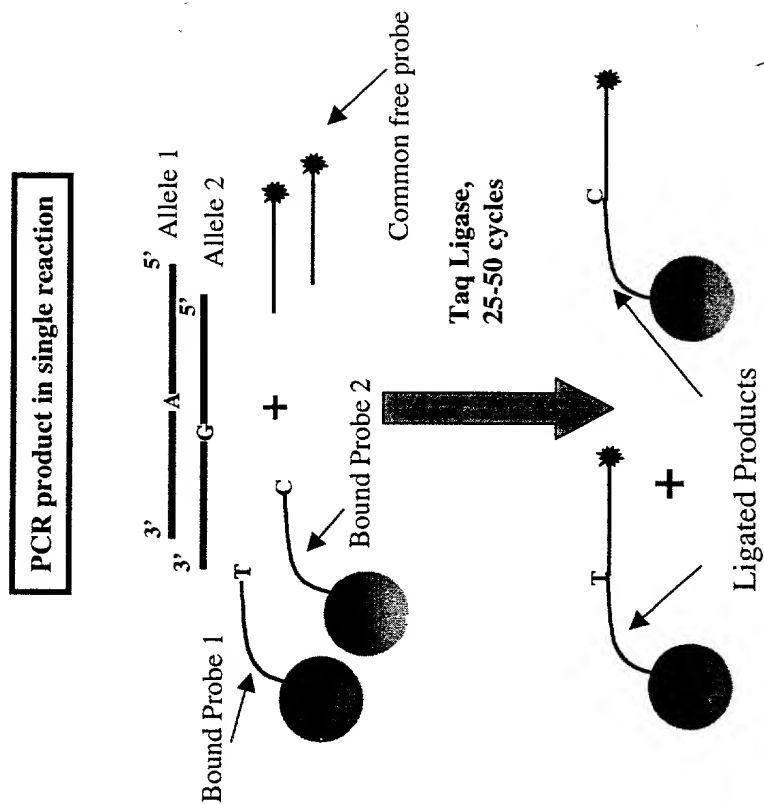 PCR product in single reaction
3' A 5' Allele 1
3' G 5' Allele 2
Bound Probe 1
T
C
Bound Probe 2
+
Common free probe
Taq Ligase,
25-50 cycles
T
+
C
Ligated Products